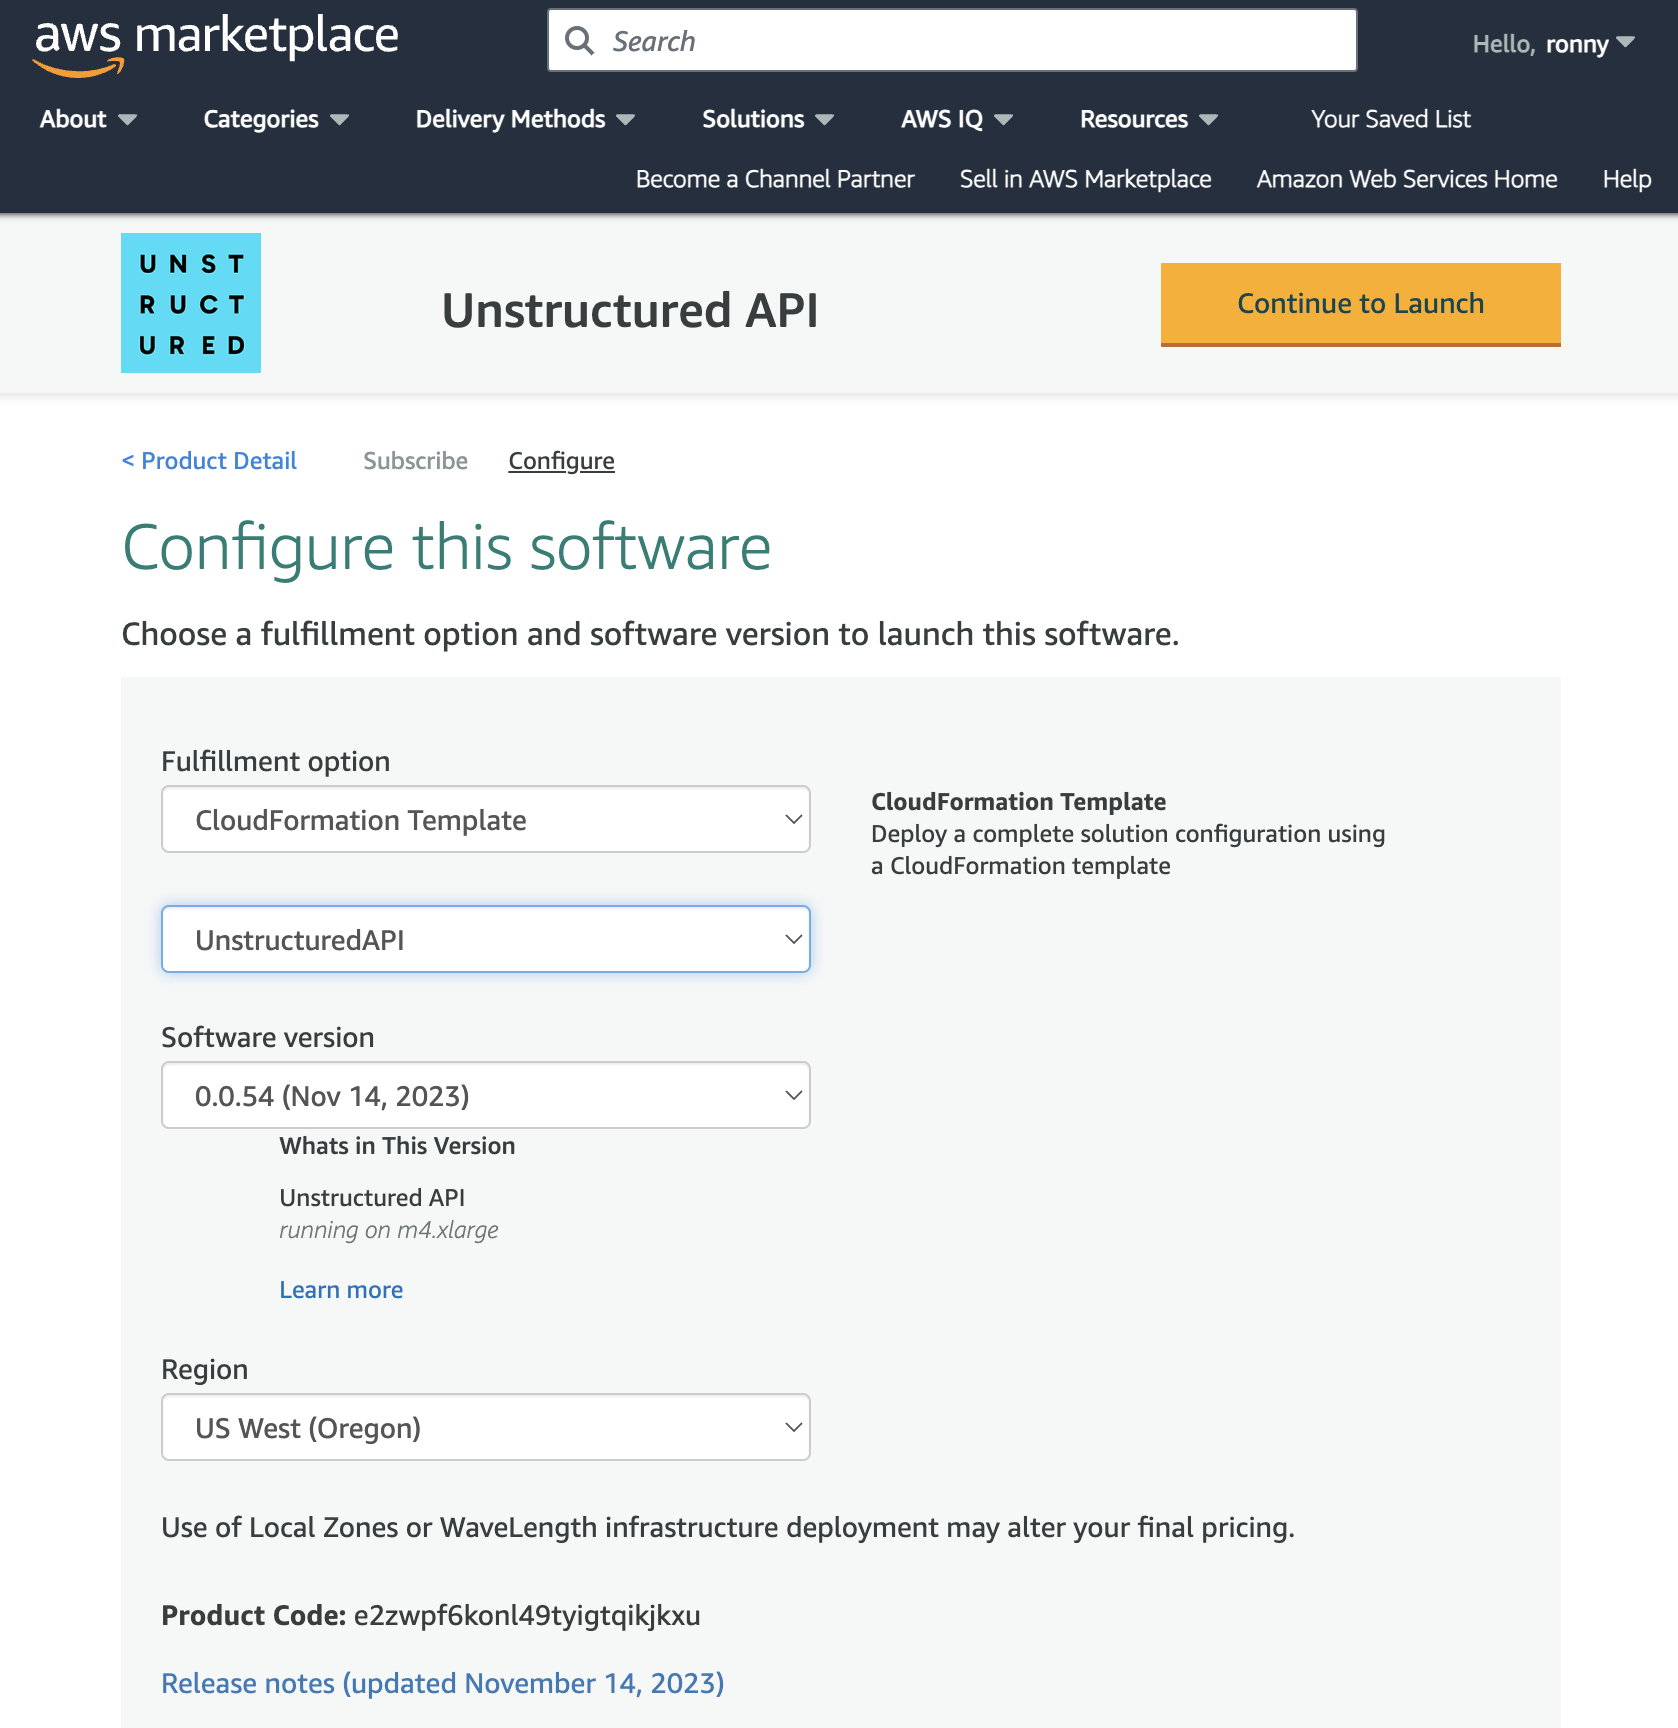 aws marketplace
Search
Hello, ronny
About
Categories
Delivery Methods
Solutions
AWS IQ
Resources
Your Saved List
Become a Channel Partner
Sell in AWS Marketplace
Amazon Web Services Home
Help
UNST
RUCT
URED
Unstructured API
Continue to Launch
< Product Detail
Subscribe
Configure
Configure this software
Choose a fulfillment option and software version to launch this software.
Fulfillment option
CloudFormation Template
CloudFormation Template
Deploy a complete solution configuration using
a CloudFormation template
UnstructuredAPI
Software version
0.0.54 (Nov 14, 2023)
Whats in This Version
Unstructured API
running on m4.xlarge
Learn more
Region
US West (Oregon)
Use of Local Zones or WaveLength infrastructure deployment may alter your final pricing.
Product Code: e2zwpf6konl49tyigtqikjkxu
Release notes (updated November 14, 2023)